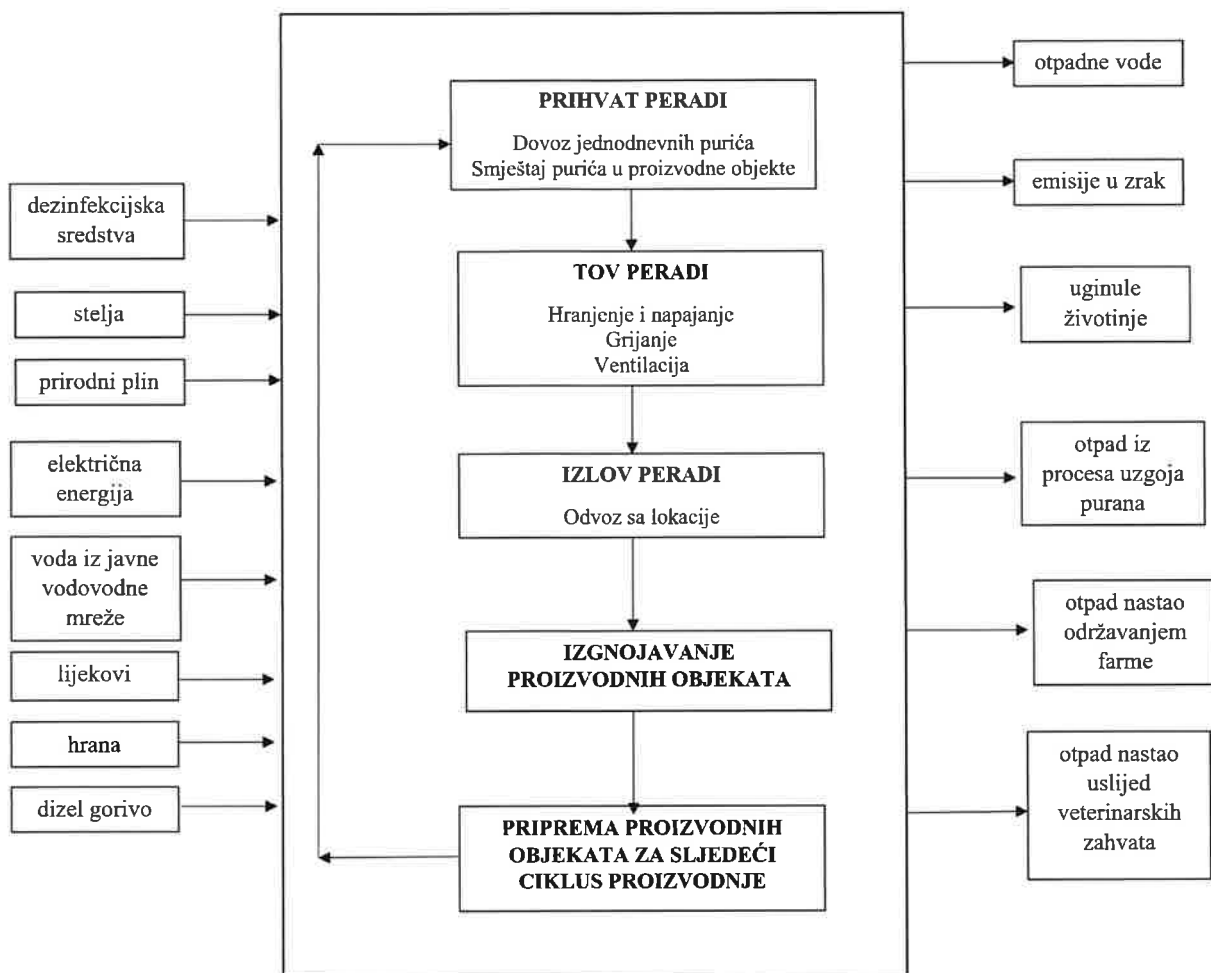 dezinfekcijska
sredstva
stelja
prirodni plin
električna
energija
voda iz javne
vodovodne
mreže
lijekovi
hrana
dizel gorivo
PRIHVAT PERADI
Dovoz jednodnevnih purića
Smještaj purića u proizvodne objekte
TOV PERADI
Hranjenje i napajanje
Grijanje
Ventilacija
IZLOV PERADI
Odvoz sa lokacije
IZGNOJAVANJE
PROIZVODNIH OBJEKATA
PRIPREMA PROIZVODNIH
OBJEKATA ZA SLJEDEĆI
CIKLUS PROIZVODNJE
otpadne vode
emisije u zrak
uginule
životinje
otpad iz
procesa uzgoja
purana
otpad nastao
održavanjem
farme
otpad nastao
uslijed
veterinarskih
zahvata